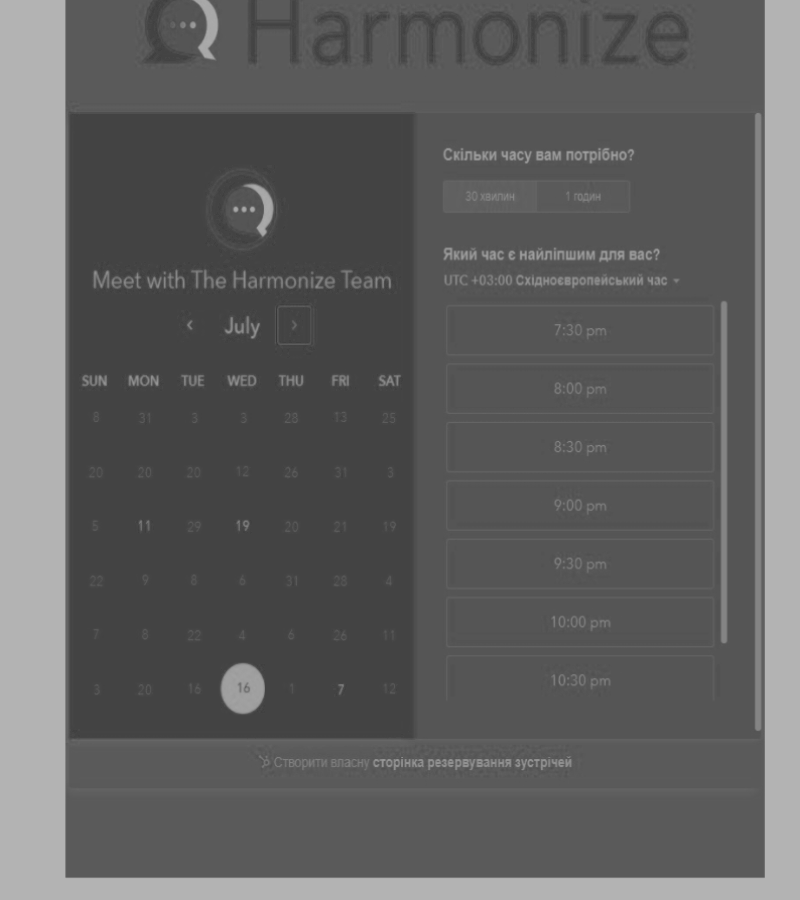 Harmonize
Meet with The Harmonize Team
July
SUN MON TUE WED THU FRI SAT
8 31 3 3 28 13 25
20 20 20 12 26 31 3
5 11 29 19 20 21 19
22 9 8 6 31 28 4
7 8 22 4 6 26 11
3 20 16 16 1 7 12
Скільки часу вам потрібно?
30 хвилин 1 годин
Який час є найліпшим для вас?
UTC +03:00 Східноєвропейський час
7:30 pm
8:00 pm
8:30 pm
9:00 pm
9:30 pm
10:00 pm
10:30 pm
Створити власну сторінка резервування зустрічей